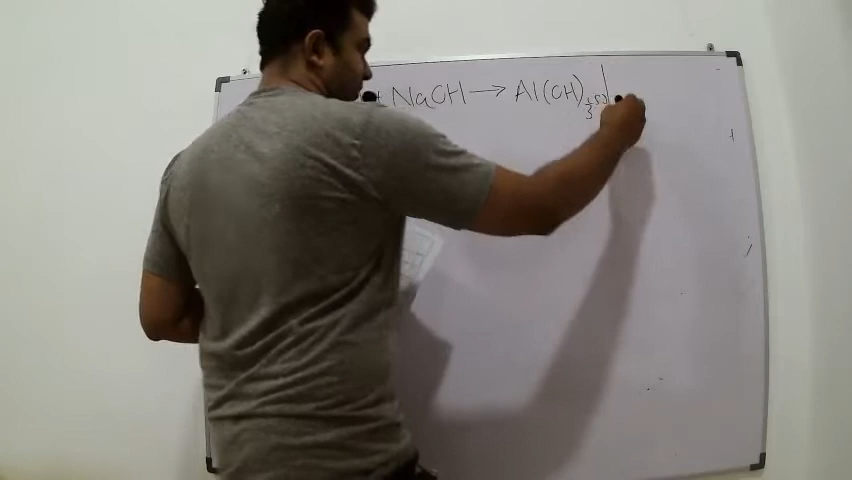 + NaOH → Al(OH)₃